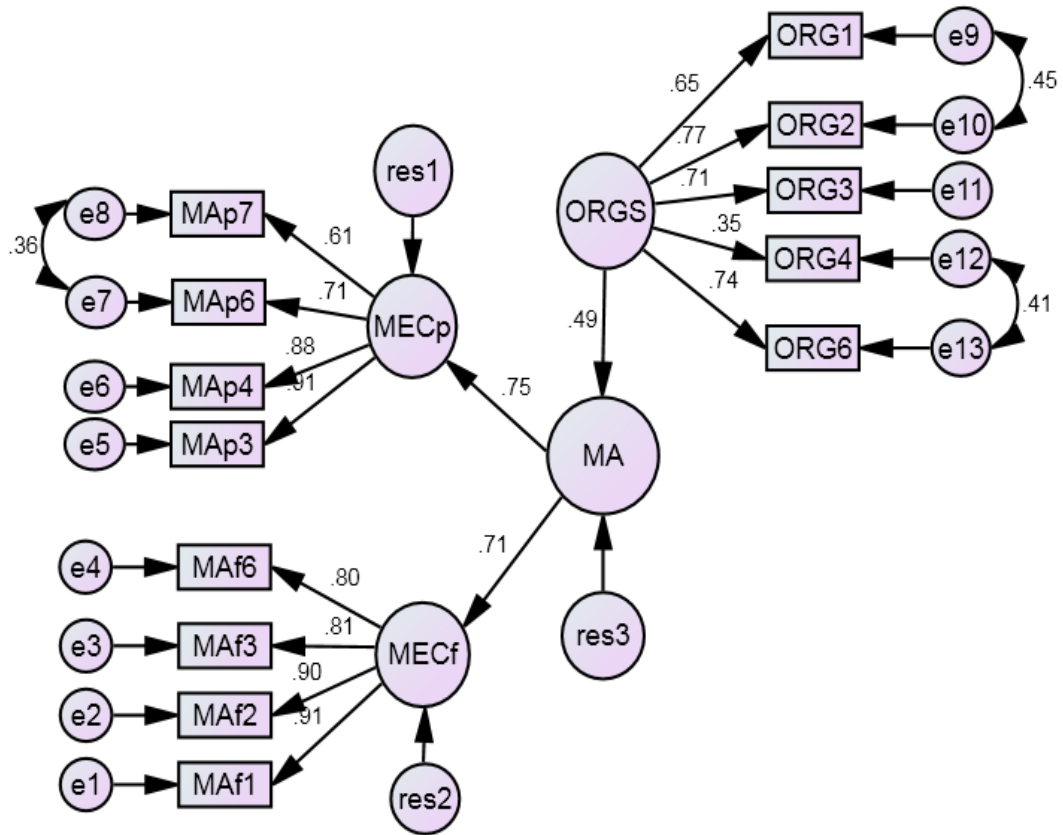 ORG1
e9
.65
.45
ORG2
e10
.77
res1
.71
ORG3
e11
ORGS
e8
MAp7
.35
ORG4
e12
.36
.61
.74
.41
e7
MAp6
.71
MECp
.49
ORG6
e13
.88
e6
MAp4
.91
.75
e5
MAp3
MA
.71
e4
MAf6
.80
e3
MAf3
.81
MECf
res3
.90
e2
MAf2
.91
e1
MAf1
res2